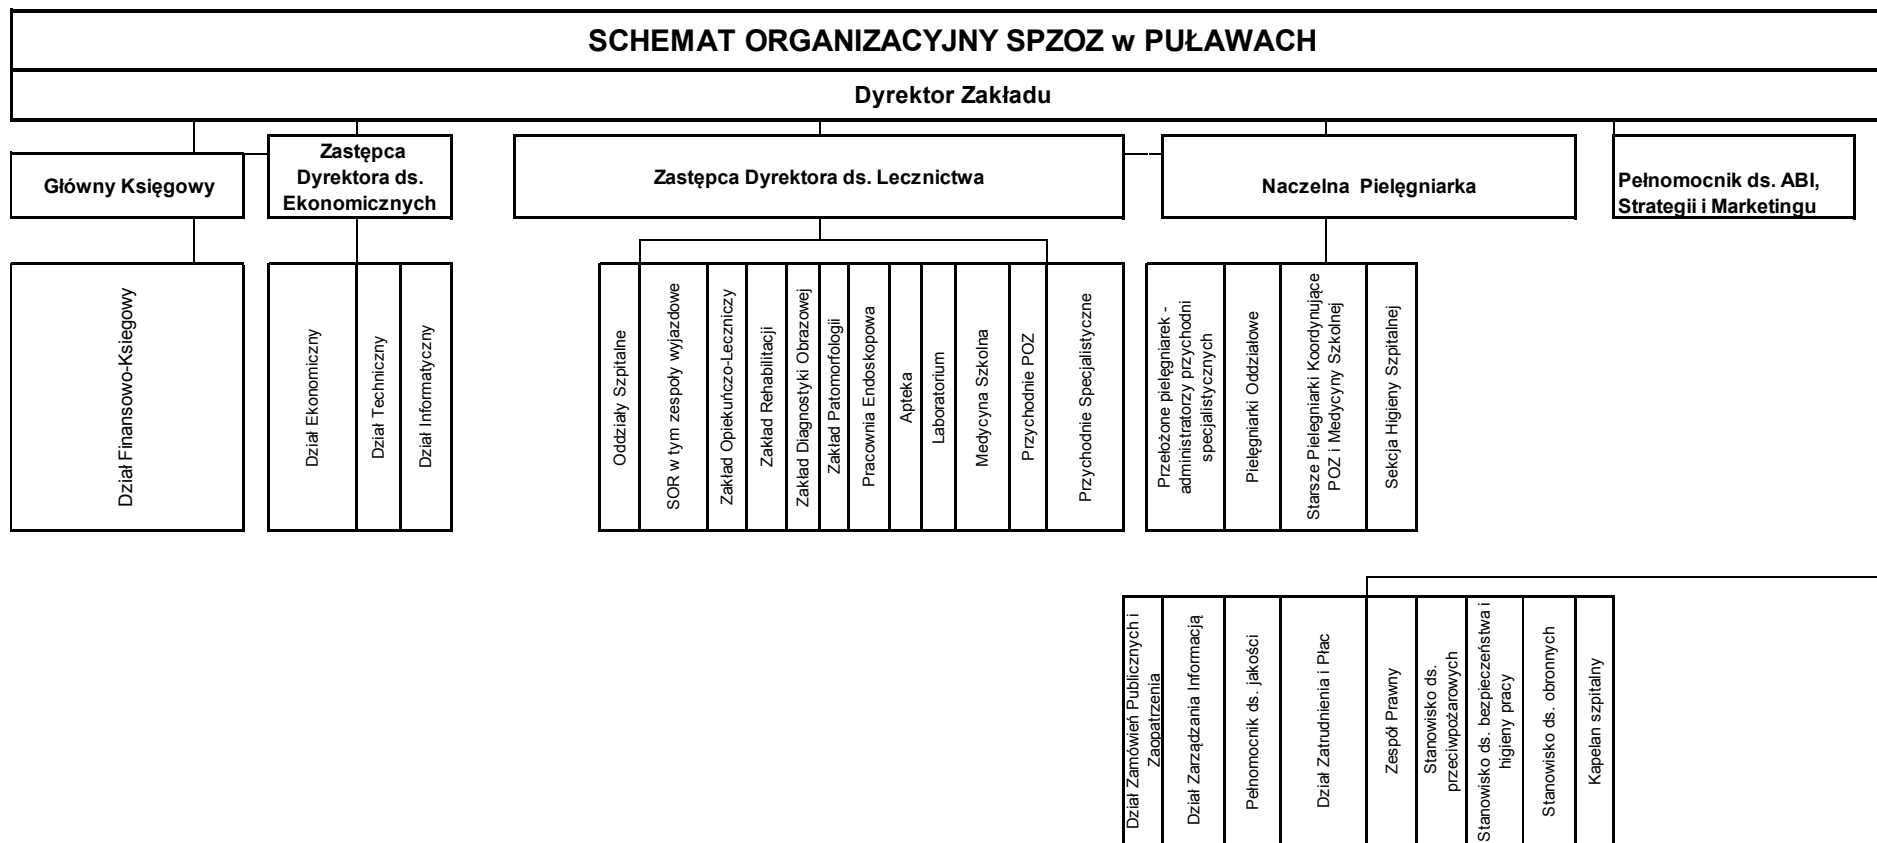 SCHEMAT ORGANIZACYJNY SPZOZ w PUŁAWACH
Dyrektor Zakładu
Główny Księgowy
Zastępca
Dyrektora ds.
Ekonomicznych
Zastępca Dyrektora ds. Lecznictwa
Naczelna Pielęgniarka
Pełnomocnik ds. ABI,
Strategii i Marketingu
Dział Finansowo-Ksiegowy
Dział Ekonomiczny
Dział Techniczny
Dział Informatyczny
Oddziały Szpitalne
SOR w tym zespoły wyjazdowe
Zakład Opiekuńczo-Leczniczy
Zakład Rehabilitacji
Zakład Diagnostyki Obrazowej
Zakład Patomorfologii
Pracownia Endoskopowa
Apteka
Laboratorium
Medycyna Szkolna
Przychodnie POZ
Przychodnie Specjalistyczne
Przełożone pielęgniarek -
administratorzy przychodni
specjalistycznych
Pielęgniarki Oddziałowe
Starsze Pielegniarki Koordynujące
POZ i Medycyny Szkolnej
Sekcja Higieny Szpitalnej
Dział Zamówień Publicznych i
Zaopatrzenia
Dział Zarządzania Informacją
Pełnomocnik ds. jakości
Dział Zatrudnienia i Płac
Zespół Prawny
Stanowisko ds.
przeciwpożarowych
Stanowisko ds. bezpieczeństwa i
higieny pracy
Stanowisko ds. obronnych
Kapelan szpitalny